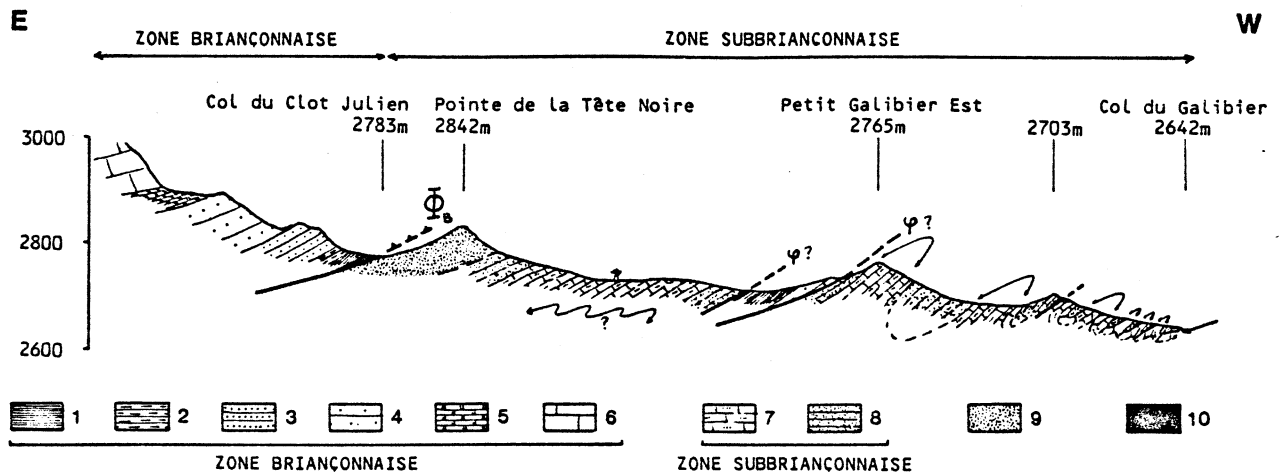 E W
ZONE BRIANÇONNAISE ZONE SUBBRIANÇONNAISE
Col du Clot Julien Pointe de la Tête Noire Petit Galibier Est Col du Galibier
2783m 2842m 2765m 2703m 2642m
3000
Φ
B
φ?
φ?
2800
?
2600
1 2 3 4 5 6 7 8 9 10
ZONE BRIANÇONNAISE ZONE SUBBRIANÇONNAISE